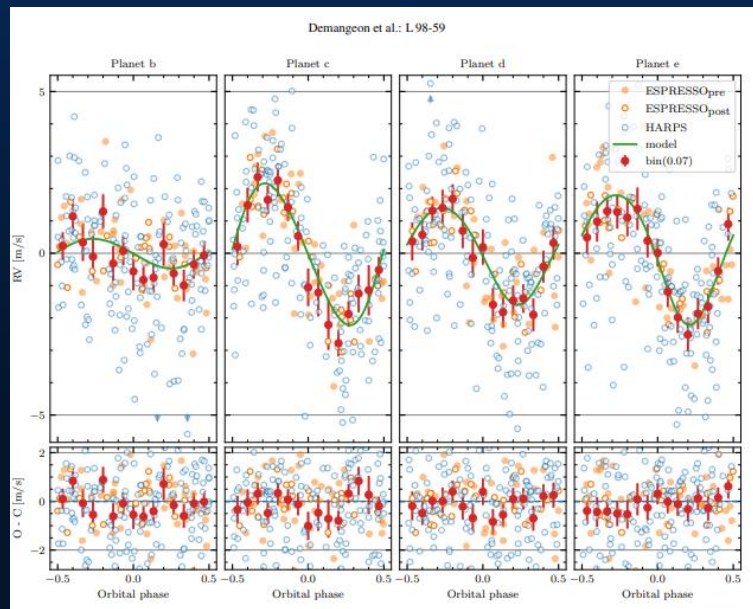 Demangeon et al.: L 98-59
Planet b
Planet c
Planet d
Planet e
ESPRESSOpre
ESPRESSOpost
HARPS
model
bin(0.07)
RV [m/s]
5
0
−5
O - C [m/s]
2
0
−2
−0.5 0.0 0.5
−0.5 0.0 0.5
−0.5 0.0 0.5
−0.5 0.0 0.5
Orbital phase
Orbital phase
Orbital phase
Orbital phase